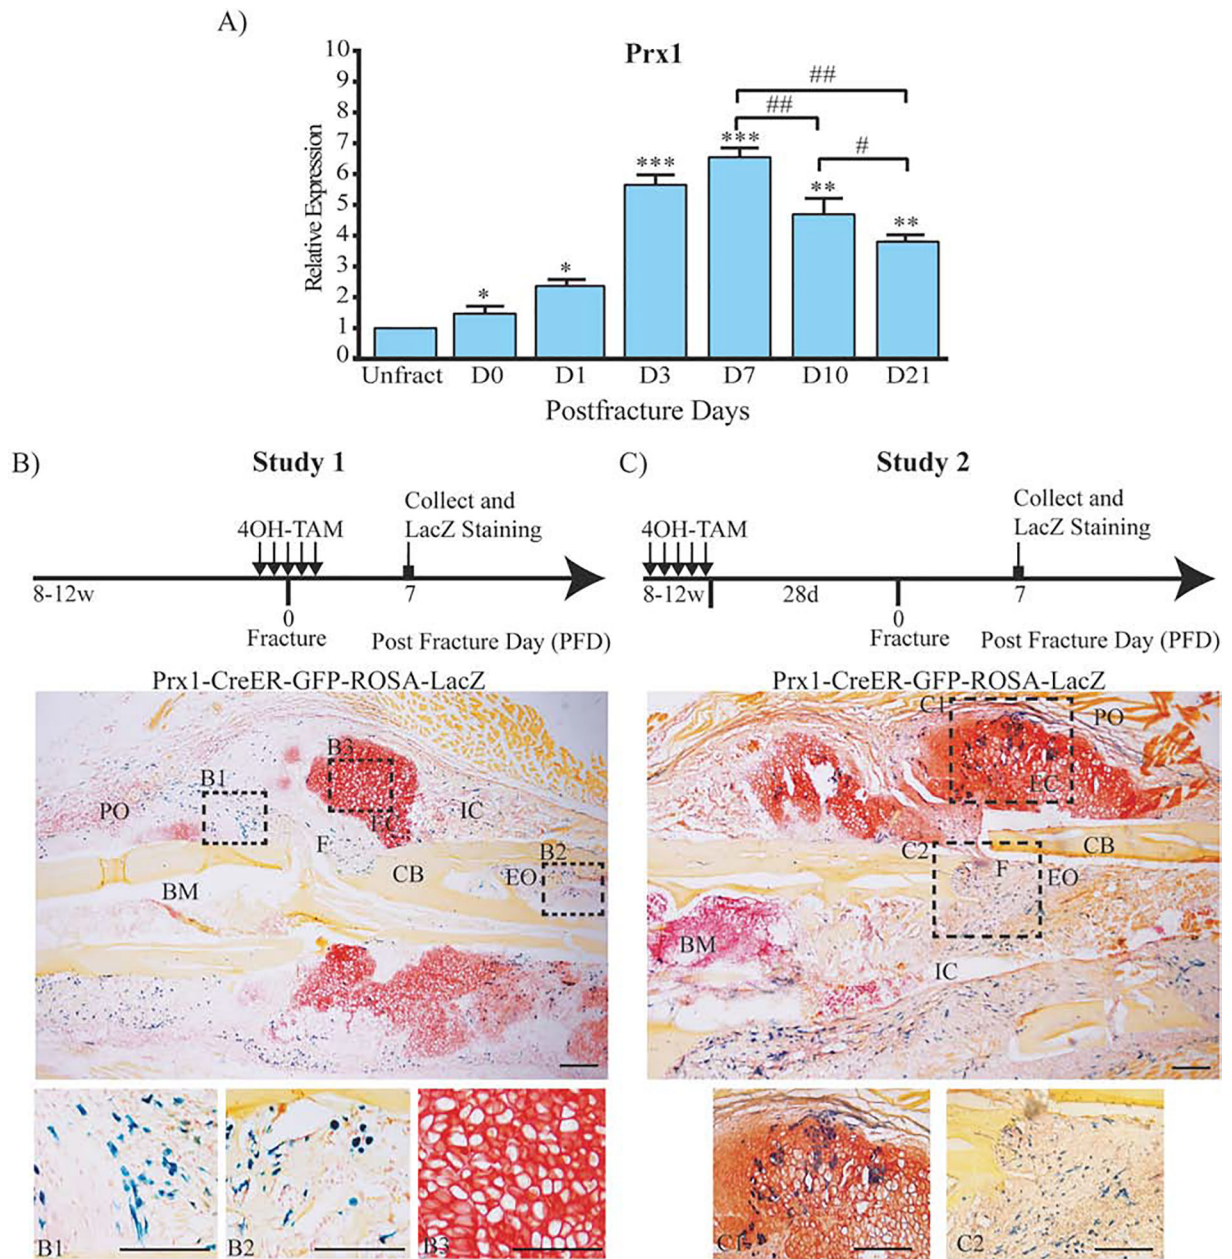 A)
Prx1
10
9
8
7
6
5
4
3
2
1
0
Relative Expression
*
*
***
***
**
**
##
##
#
Unfract D0 D1 D3 D7 D10 D21
Postfracture Days
B)
Study 1
4OH-TAM
Collect and
LacZ Staining
8-12w
0
7
Fracture
Post Fracture Day (PFD)
Prx1-CreER-GFP-ROSA-LacZ
B3
B1
PO
IC
EC
F
B2
CB
EO
BM
B1
B2
B3
C)
Study 2
4OH-TAM
Collect and
LacZ Staining
8-12w
28d
0
7
Fracture
Post Fracture Day (PFD)
Prx1-CreER-GFP-ROSA-LacZ
C1
PO
EC
C2
CB
F
EO
BM
IC
C1
C2